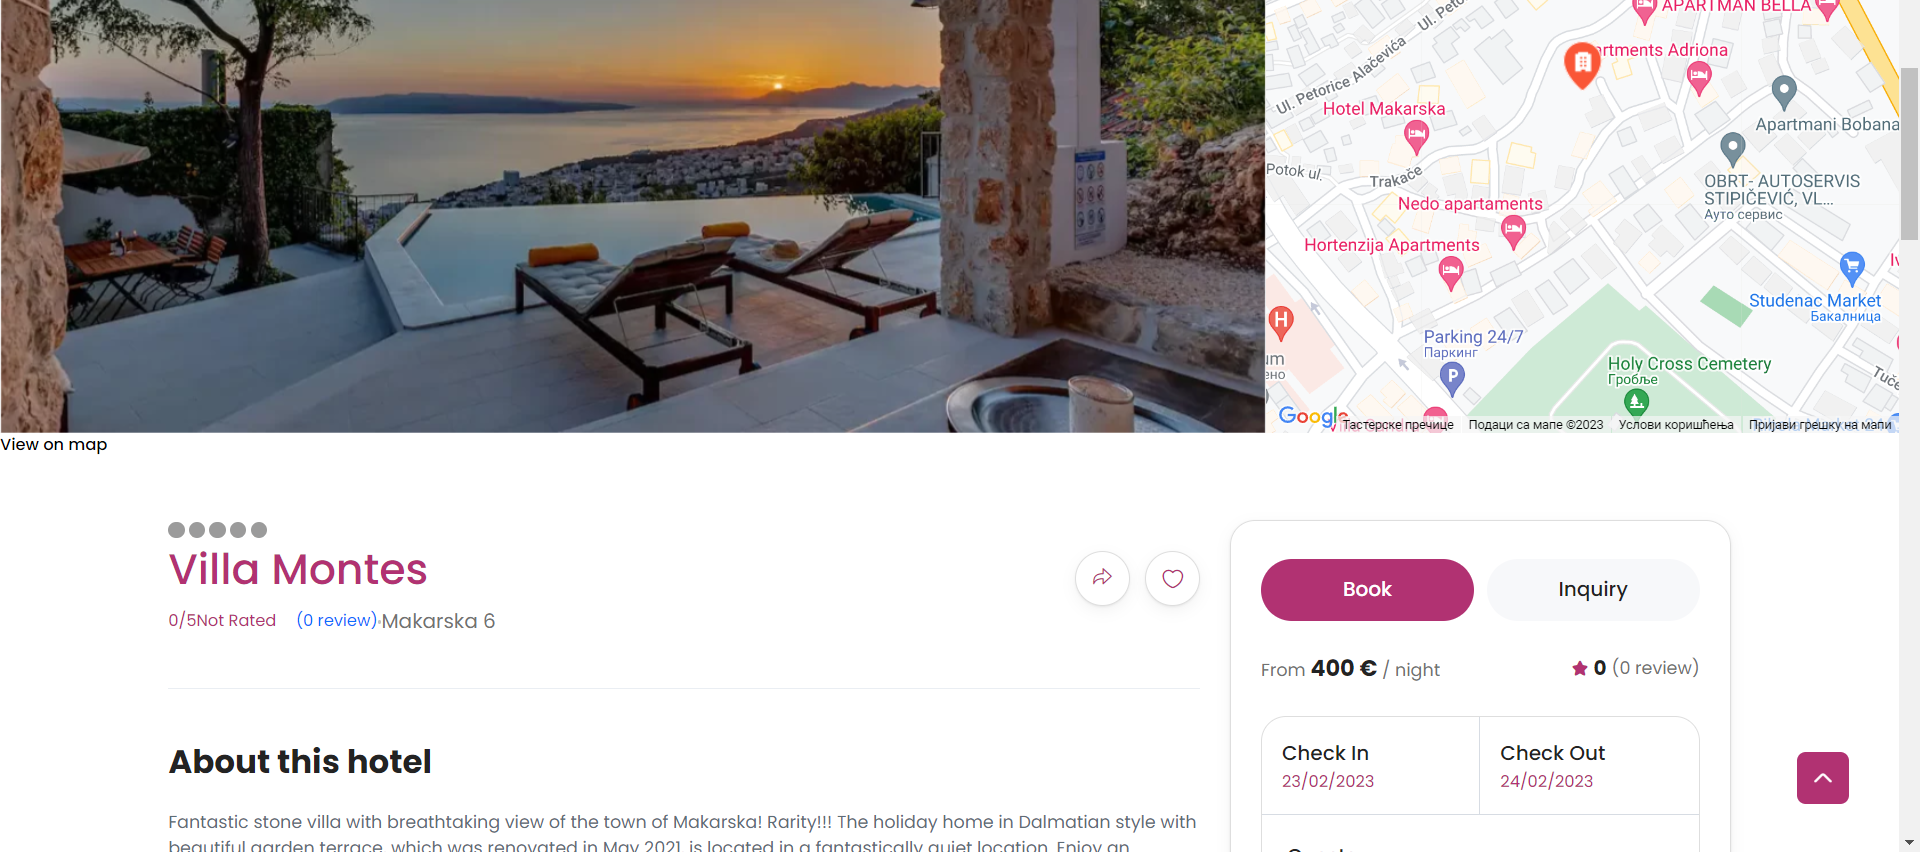 APARTMAN BELLA
Ul. Petorice Alačevića
rtments Adriona
Hotel Makarska
Apartmani Bobana
Potok ul.
Trakače
OBRT- AUTOSERVIS
STIPIČEVIĆ, VL...
Ауто сервис
Nedo apartaments
Hortenzija Apartments
Studenac Market
Бакалница
H
Parking 24/7
Паркинг
P
Holy Cross Cemetery
Гробље
Google
Тастерске пречице
Подаци са мапе ©2023
Услови коришћења
Пријави грешку на мапи
View on map
Villa Montes
0/5Not Rated (0 review) Makarska 6
Book
Inquiry
From 400 € / night
0 (0 review)
Check In
23/02/2023
Check Out
24/02/2023
About this hotel
Fantastic stone villa with breathtaking view of the town of Makarska! Rarity!!! The holiday home in Dalmatian style with
beautiful garden terrace, which was renovated in May 2021, is located in a fantastically quiet location. Enjoy an